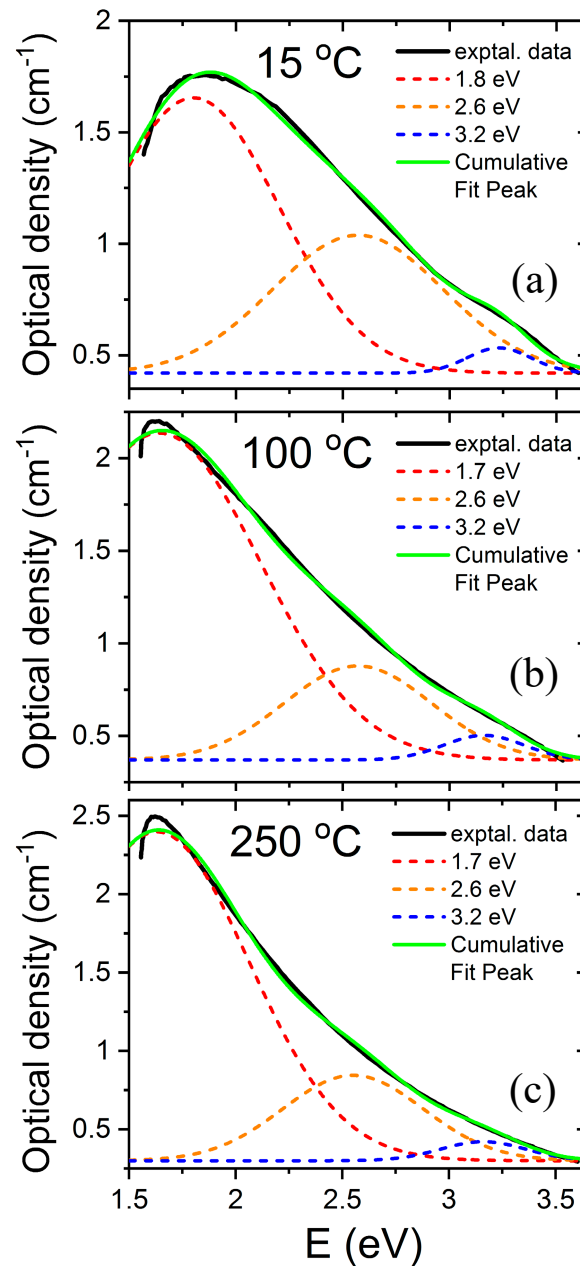 2
15 °C
exptal. data
1.8 eV
2.6 eV
3.2 eV
Cumulative
Fit Peak
1.5
1
0.5
Optical density (cm⁻¹)
(a)
100 °C
exptal. data
1.7 eV
2.6 eV
3.2 eV
Cumulative
Fit Peak
2
1.5
1
0.5
Optical density (cm⁻¹)
(b)
250 °C
exptal. data
1.7 eV
2.6 eV
3.2 eV
Cumulative
Fit Peak
2.5
2
1.5
1
0.5
Optical density (cm⁻¹)
(c)
1.5 2 2.5 3 3.5
E (eV)